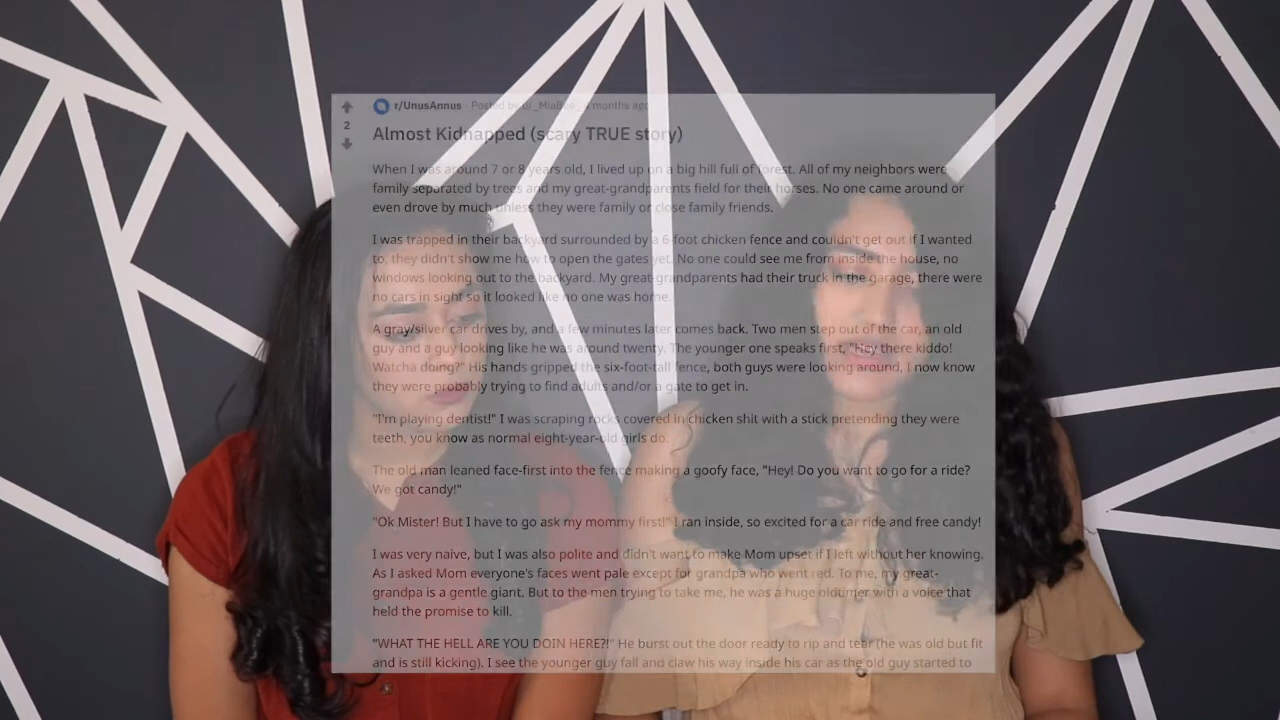 r/UnusAnnus · Posted by u/_MiaBee_ 4 months ago
2
Almost Kidnapped (scary TRUE story)
When I was around 7 or 8 years old, I lived up on a big hill full of forest. All of my neighbors were
family separated by trees and my great-grandparents field for their horses. No one came around or
even drove by much unless they were family or close family friends.
I was trapped in their backyard surrounded by a 6-foot chicken fence and couldn't get out if I wanted
to, they didn't show me how to open the gates yet. No one could see me from inside the house, no
windows looking out to the backyard. My great-grandparents had their truck in the garage, there were
no cars in sight so it looked like no one was home.
A gray/silver car drives by, and a few minutes later comes back. Two men step out of the car, an old
guy and a guy looking like he was around twenty. The younger one speaks first, "Hey there kiddo!
Watcha doing?" His hands gripped the six-foot-tall fence, both guys were looking around, I now know
they were probably trying to find adults and/or a gate to get in.
"I'm playing dentist!" I was scraping rocks covered in chicken shit with a stick pretending they were
teeth, you know as normal eight-year-old girls do.
The old man leaned face-first into the fence making a goofy face, "Hey! Do you want to go for a ride?
We got candy!"
"Ok Mister! But I have to go ask my mommy first!" I ran inside, so excited for a car ride and free candy!
I was very naive, but I was also polite and didn't want to make Mom upset if I left without her knowing.
As I asked Mom everyone's faces went pale except for grandpa who went red. To me, my great-
grandpa is a gentle giant. But to the men trying to take me, he was a huge oldtimer with a voice that
held the promise to kill.
"WHAT THE HELL ARE YOU DOIN HERE?!" He burst out the door ready to rip and tear (he was old but fit
and is still kicking). I see the younger guy fall and claw his way inside his car as the old guy started to